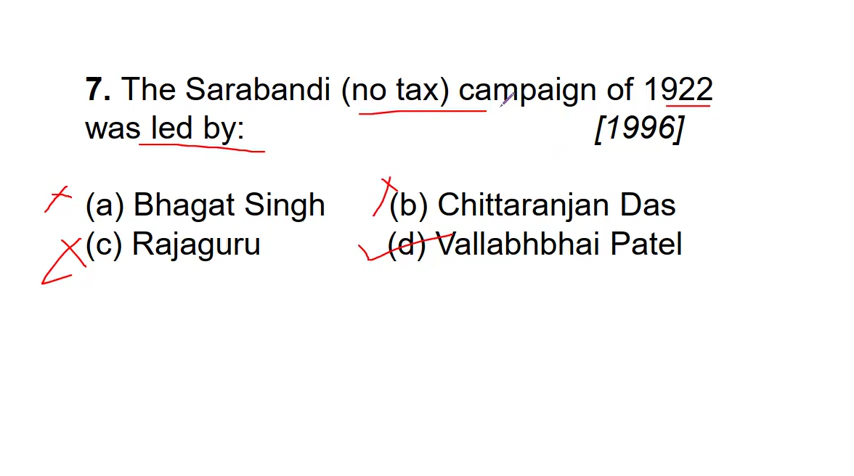 7. The Sarabandi (no tax) campaign of 1922
was led by: [1996]
(a) Bhagat Singh (b) Chittaranjan Das
(c) Rajaguru (d) Vallabhbhai Patel